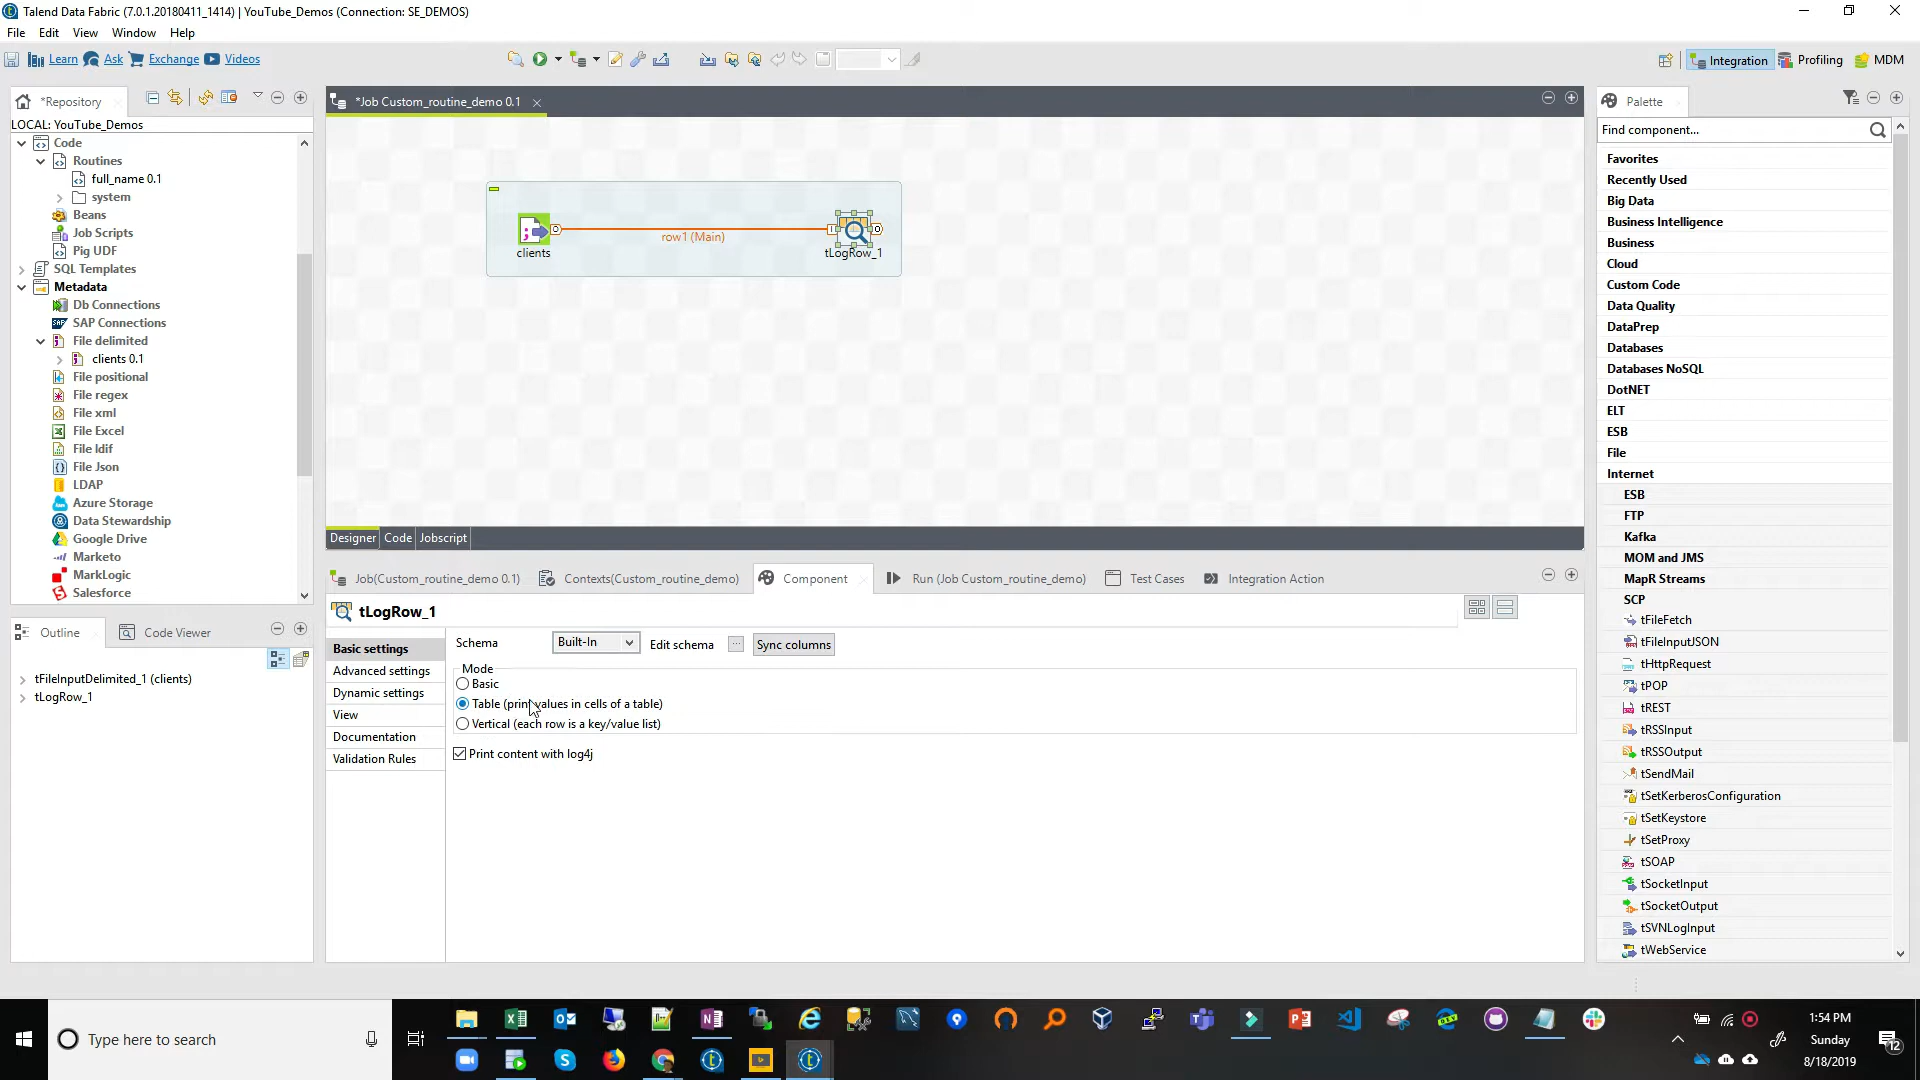 Talend Data Fabric (7.0.1.20180411_1414) | YouTube_Demos (Connection: SE_DEMOS)
File Edit View Window Help
Learn Ask Exchange Videos
Integration Profiling MDM
*Repository
LOCAL: YouTube_Demos
Code
Routines
full_name 0.1
system
Beans
Job Scripts
Pig UDF
SQL Templates
Metadata
Db Connections
SAP Connections
File delimited
clients 0.1
File positional
File regex
File xml
File Excel
File ldif
File Json
LDAP
Azure Storage
Data Stewardship
Google Drive
Marketo
MarkLogic
Salesforce
Outline Code Viewer
tFileInputDelimited_1 (clients)
tLogRow_1
*Job Custom_routine_demo 0.1
row1 (Main)
clients
tLogRow_1
Designer Code Jobscript
Job(Custom_routine_demo 0.1) Contexts(Custom_routine_demo) Component Run (Job Custom_routine_demo) Test Cases Integration Action
tLogRow_1
Basic settings
Advanced settings
Dynamic settings
View
Documentation
Validation Rules
Schema Built-In Edit schema ... Sync columns
Mode
Basic
Table (print values in cells of a table)
Vertical (each row is a key/value list)
Print content with log4j
Palette
Find component...
Favorites
Recently Used
Big Data
Business Intelligence
Business
Cloud
Custom Code
Data Quality
DataPrep
Databases
Databases NoSQL
DotNET
ELT
ESB
File
Internet
ESB
FTP
Kafka
MOM and JMS
MapR Streams
SCP
tFileFetch
tFileInputJSON
tHttpRequest
tPOP
tREST
tRSSInput
tRSSOutput
tSendMail
tSetKerberosConfiguration
tSetKeystore
tSetProxy
tSOAP
tSocketInput
tSocketOutput
tSVNLogInput
tWebService
Type here to search
1:54 PM
Sunday
8/18/2019
12